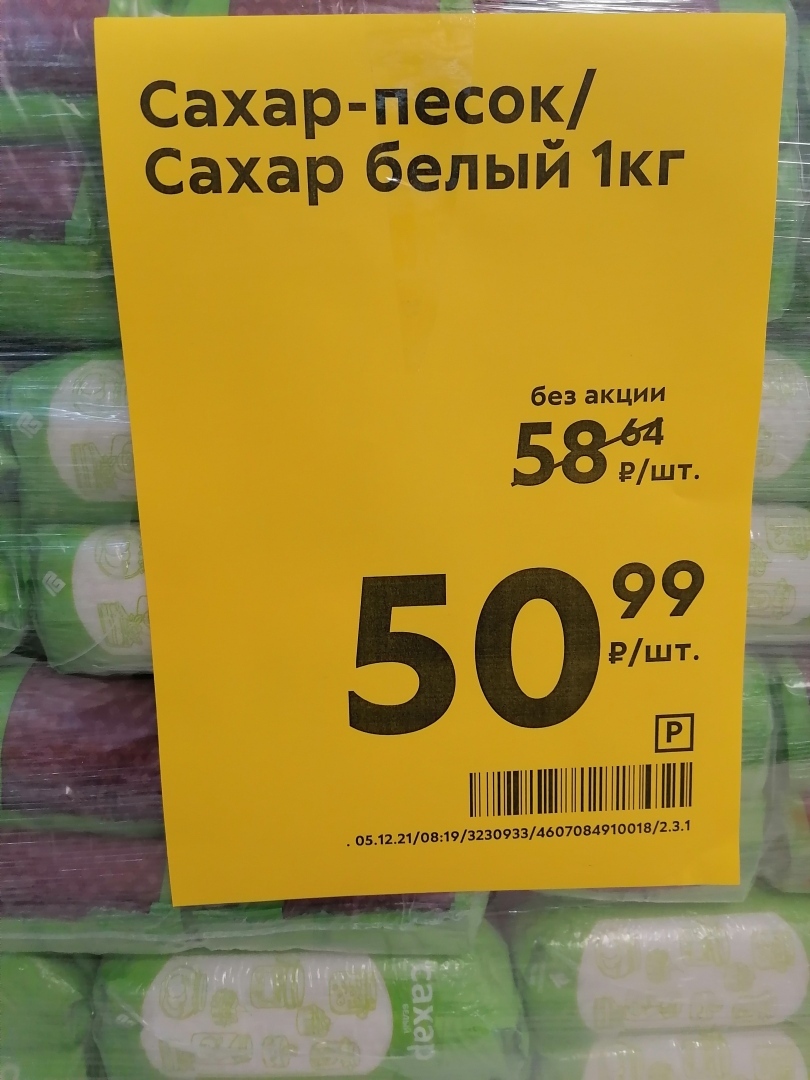 Сахар-песок/
Сахар белый 1кг
без акции
58 64
₽/шт.
50 99
₽/шт.
P
. 05.12.21/08:19/3230933/4607084910018/2.3.1
сахар
белый